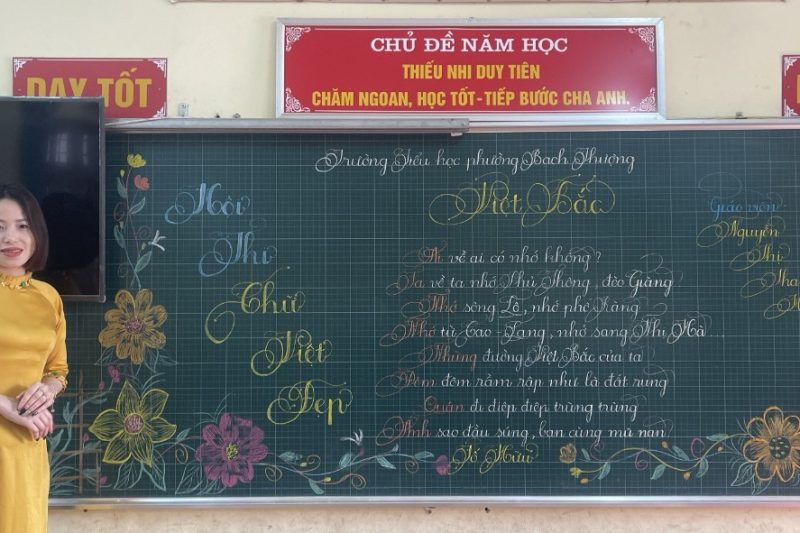 CHỦ ĐỀ NĂM HỌC
THIẾU NHI DUY TIÊN
CHĂM NGOAN, HỌC TỐT-TIẾP BƯỚC CHA ANH.
DẠY TỐT
Trường Tiểu học phường Bạch Thượng
Hội
Thi
Chữ
Việt
Đẹp
Việt Bắc
Ai về ai có nhớ không?
Ta về ta nhớ Phủ Thông, đèo Giàng
Nhớ sông Lô, nhớ phố Ràng
Nhớ từ Cao-Lạng, nhớ sang Nhị Hà...
Những đường Việt Bắc của ta
Đêm đêm rầm rập như là đất rung
Quân đi điệp điệp trùng trùng
Ánh sao đầu súng, bạn cùng mũ nan
Tố Hữu
Giáo viên:
Nguyễn
Thị